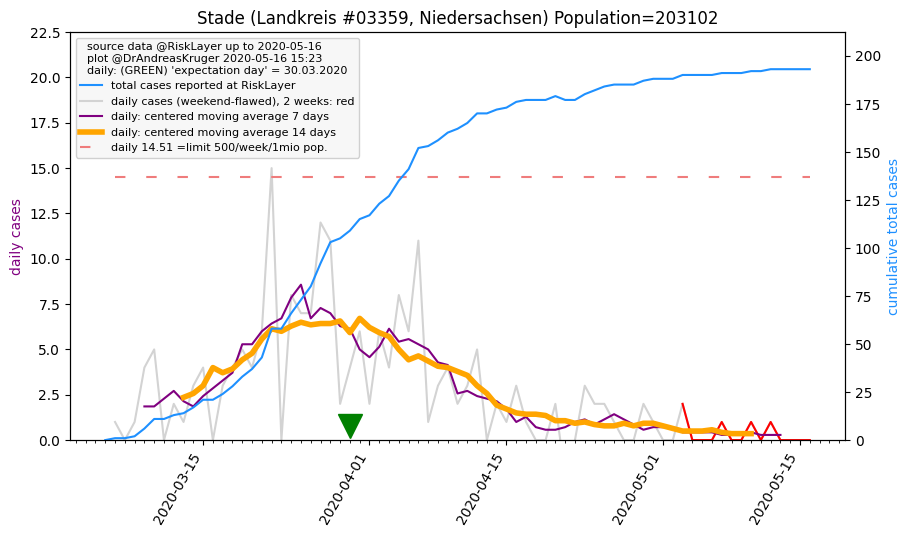 Stade (Landkreis #03359, Niedersachsen) Population=203102
source data @RiskLayer up to 2020-05-16
plot @DrAndreasKruger 2020-05-16 15:23
daily: (GREEN) 'expectation day' = 30.03.2020
total cases reported at RiskLayer
daily cases (weekend-flawed), 2 weeks: red
daily: centered moving average 7 days
daily: centered moving average 14 days
daily 14.51 =limit 500/week/1mio pop.
daily cases
22.5
20.0
17.5
15.0
12.5
10.0
7.5
5.0
2.5
0.0
cumulative total cases
200
175
150
125
100
75
50
25
0
2020-03-15
2020-04-01
2020-04-15
2020-05-01
2020-05-15